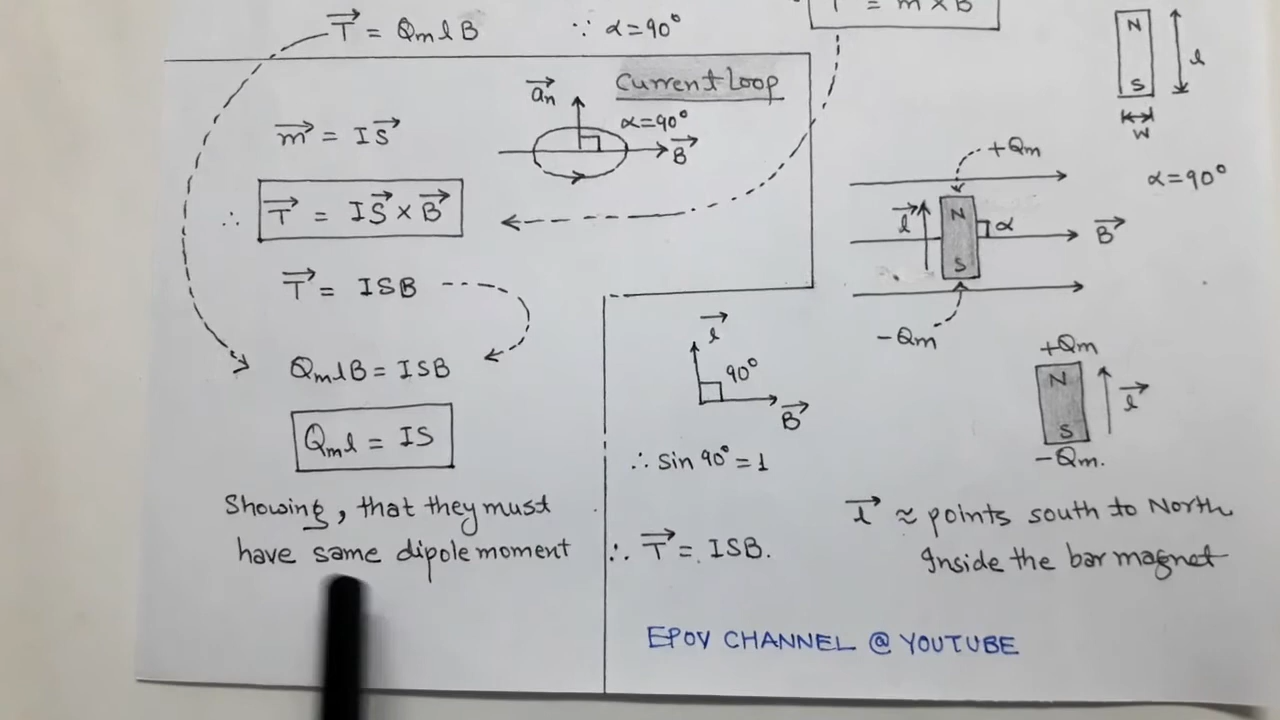 T⃗ = Qm l B ∵ α=90°
T⃗ = m⃗ × B⃗
Current Loop
a⃗n
α=90°
B⃗
m⃗ = IS⃗
∴ T⃗ = IS⃗ × B⃗
T⃗ = ISB
Qm l B = ISB
Qm l = IS
Showing, that they must
have same dipole moment
l⃗
90°
B⃗
∴ sin 90° = 1
∴ T⃗ = ISB.
N
S
l
W
α=90°
+Qm
l⃗
N
S
α
B⃗
-Qm
+Qm
N
S
l⃗
-Qm.
l⃗ ≈ points south to North
Inside the bar magnet
EPOV CHANNEL @ YOUTUBE